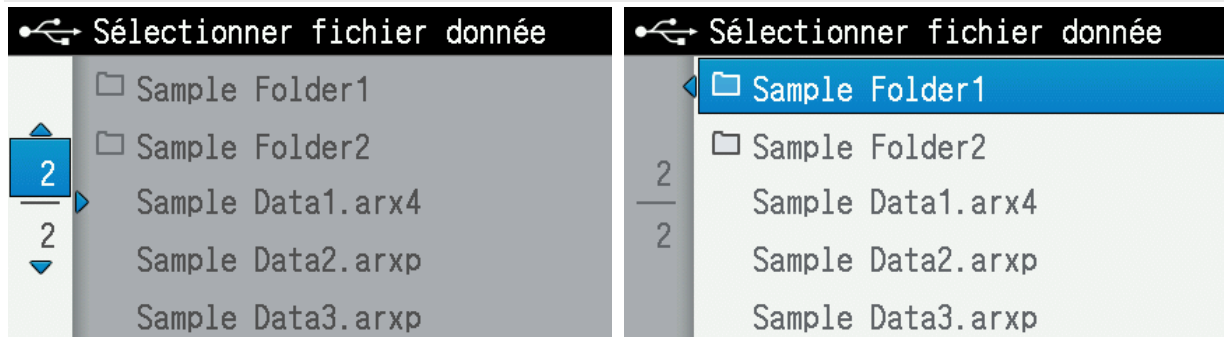 Sélectionner fichier donnée
Sample Folder1
Sample Folder2
2
Sample Data1.arx4
2
Sample Data2.arxp
Sample Data3.arxp
Sélectionner fichier donnée
Sample Folder1
Sample Folder2
2
Sample Data1.arx4
2
Sample Data2.arxp
Sample Data3.arxp